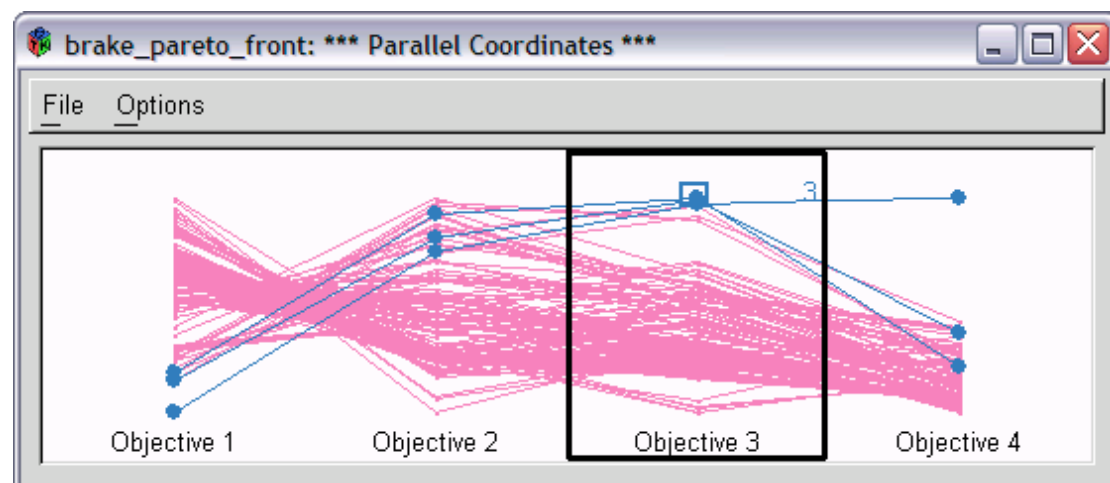 brake_pareto_front: *** Parallel Coordinates ***
File Options
3
Objective 1 Objective 2 Objective 3 Objective 4